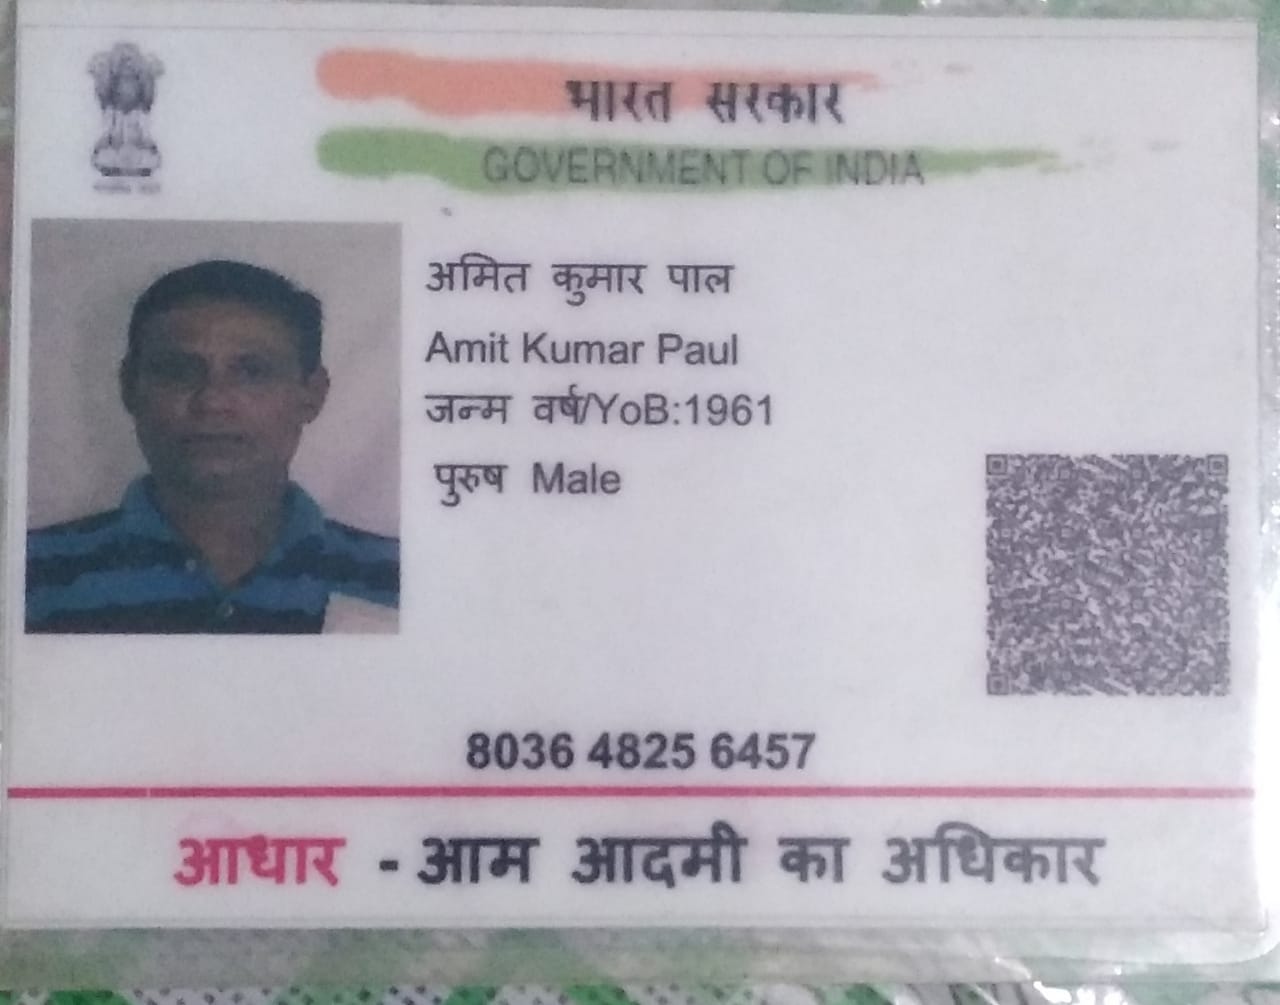 भारत सरकार
GOVERNMENT OF INDIA
अमित कुमार पाल
Amit Kumar Paul
जन्म वर्ष/YoB:1961
पुरुष Male
8036 4825 6457
आधार - आम आदमी का अधिकार